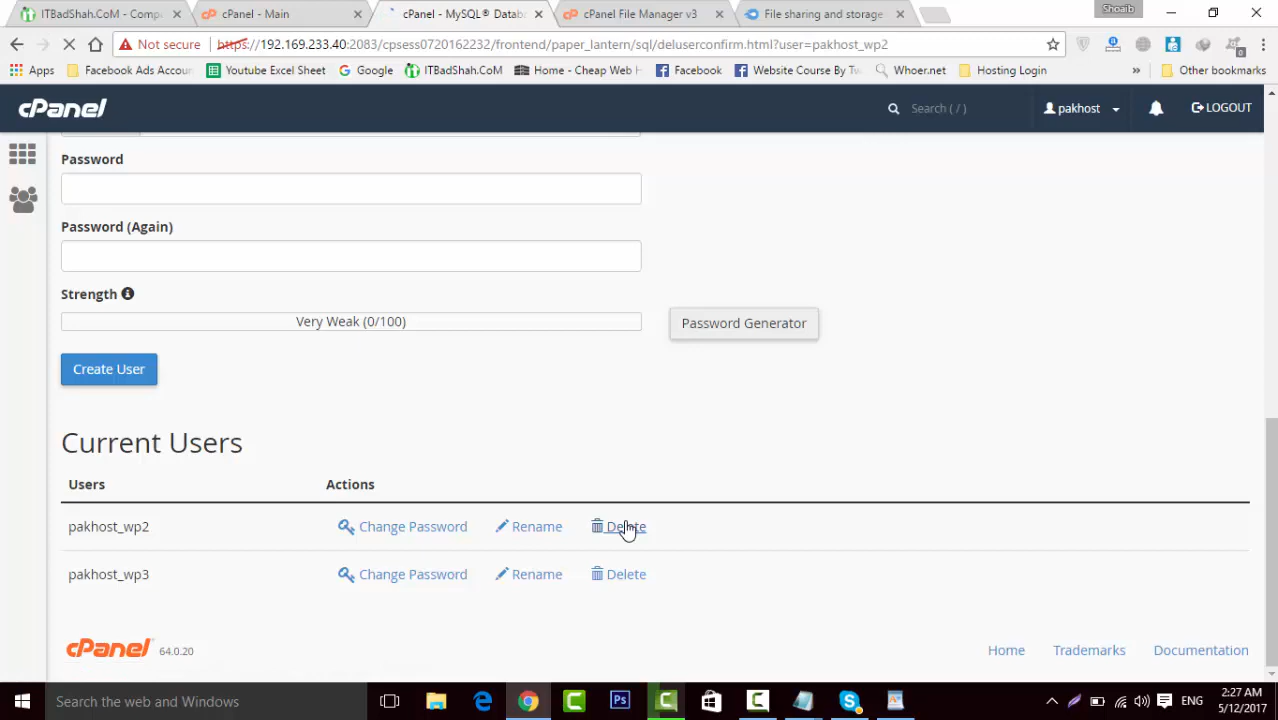 Shoaib
ITBadShah.CoM - Compa
cPanel - Main
cPanel - MySQL® Datab
cPanel File Manager v3
File sharing and storage
Not secure
https://192.169.233.40:2083/cpsess0720162232/frontend/paper_lantern/sql/deluserconfirm.html?user=pakhost_wp2
Apps
Facebook Ads Accoun
Youtube Excel Sheet
Google
ITBadShah.CoM
Home - Cheap Web H
Facebook
Website Course By Tw
Whoer.net
Hosting Login
»
Other bookmarks
cPanel
Search ( / )
pakhost
LOGOUT
Password
Password (Again)
Strength
Very Weak (0/100)
Password Generator
Create User
Current Users
Users
Actions
pakhost_wp2
Change Password
Rename
Delete
pakhost_wp3
Change Password
Rename
Delete
cPanel
64.0.20
Home
Trademarks
Documentation
Search the web and Windows
ENG
2:27 AM
5/12/2017